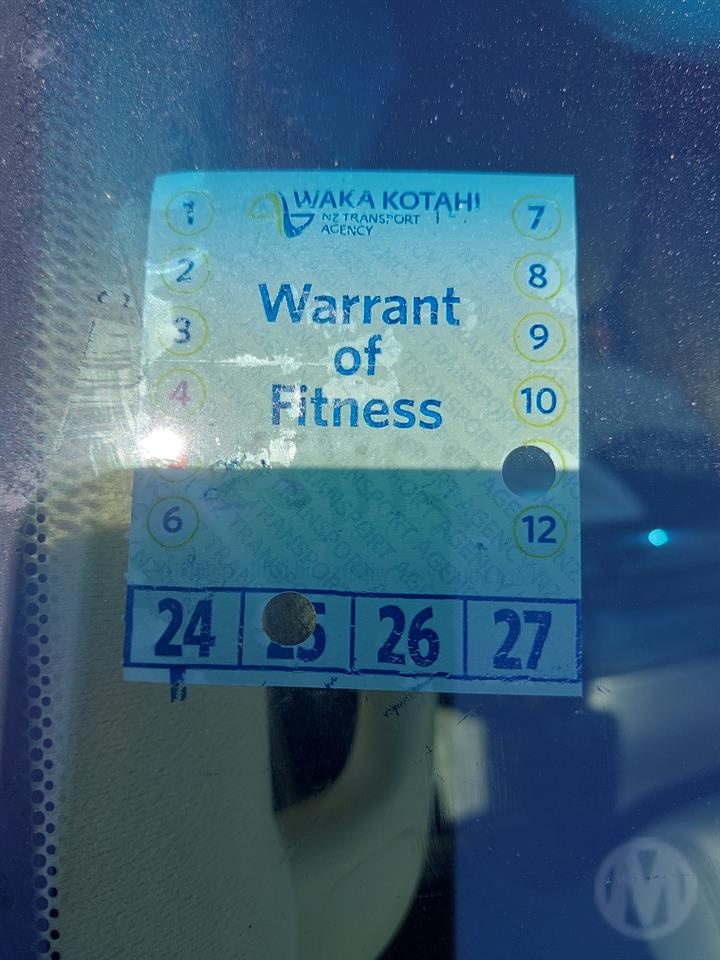 WAKA KOTAHI
NZ TRANSPORT
AGENCY
1
2
3
4
6
7
8
9
10
12
Warrant
of
Fitness
24 25 26 27
M